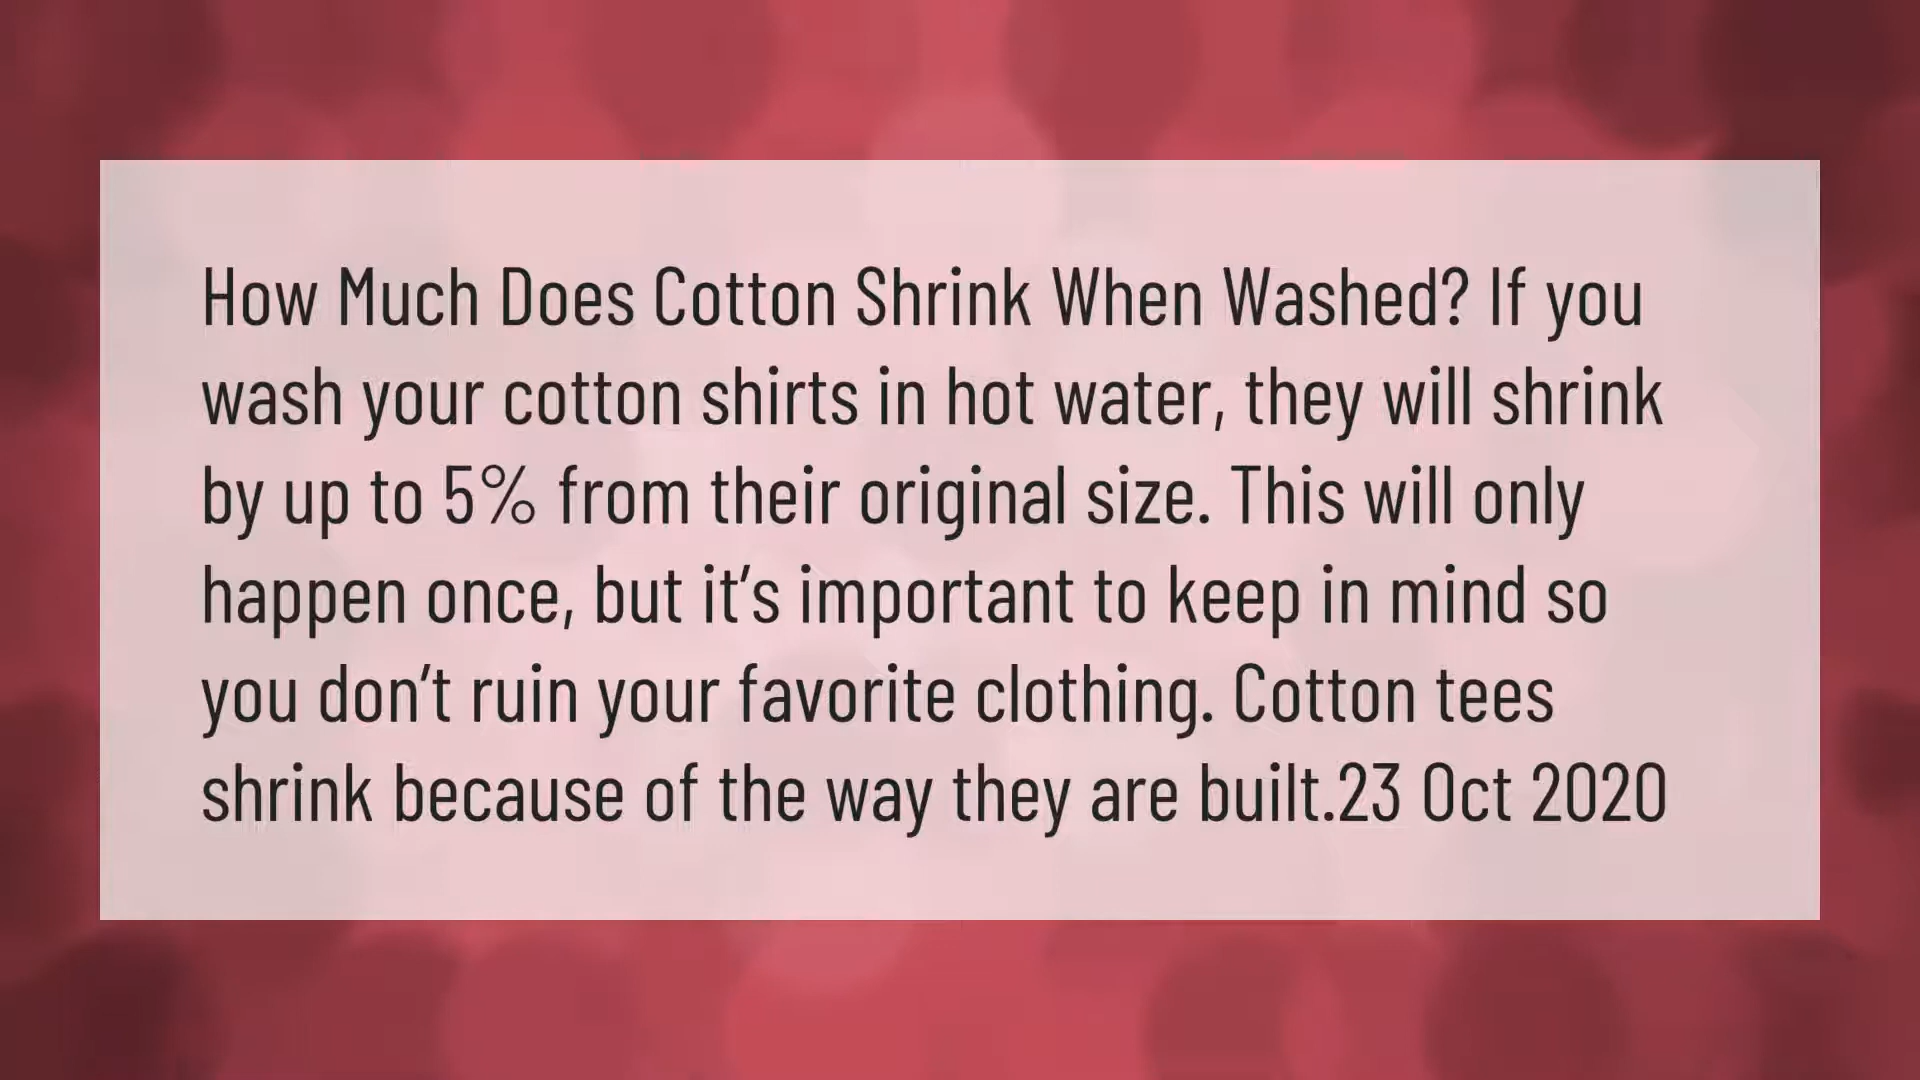 How Much Does Cotton Shrink When Washed? If you
wash your cotton shirts in hot water, they will shrink
by up to 5% from their original size. This will only
happen once, but it’s important to keep in mind so
you don’t ruin your favorite clothing. Cotton tees
shrink because of the way they are built.23 Oct 2020